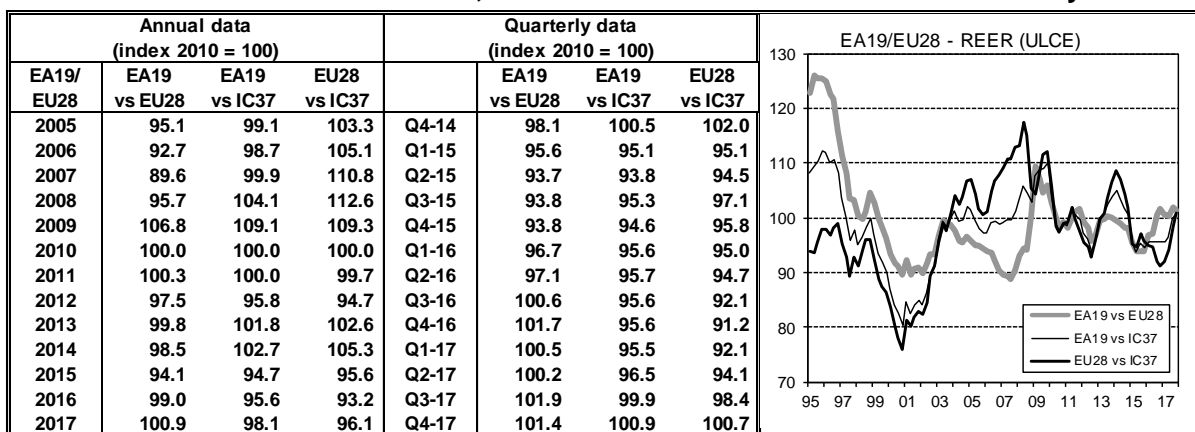 Annual data Quarterly data
(index 2010 = 100) (index 2010 = 100)
EA19/ EA19 EA19 EU28 EA19 EA19 EU28
EU28 vs EU28 vs IC37 vs IC37 vs EU28 vs IC37 vs IC37
2005 95.1 99.1 103.3 Q4-14 98.1 100.5 102.0
2006 92.7 98.7 105.1 Q1-15 95.6 95.1 95.1
2007 89.6 99.9 110.8 Q2-15 93.7 93.8 94.5
2008 95.7 104.1 112.6 Q3-15 93.8 95.3 97.1
2009 106.8 109.1 109.3 Q4-15 93.8 94.6 95.8
2010 100.0 100.0 100.0 Q1-16 96.7 95.6 95.0
2011 100.3 100.0 99.7 Q2-16 97.1 95.7 94.7
2012 97.5 95.8 94.7 Q3-16 100.6 95.6 92.1
2013 99.8 101.8 102.6 Q4-16 101.7 95.6 91.2
2014 98.5 102.7 105.3 Q1-17 100.5 95.5 92.1
2015 94.1 94.7 95.6 Q2-17 100.2 96.5 94.1
2016 99.0 95.6 93.2 Q3-17 101.9 99.9 98.4
2017 100.9 98.1 96.1 Q4-17 101.4 100.9 100.7
EA19/EU28 - REER (ULCE)
130
120
110
100
90
80
70
EA19 vs EU28
EA19 vs IC37
EU28 vs IC37
95 97 99 01 03 05 07 09 11 13 15 17